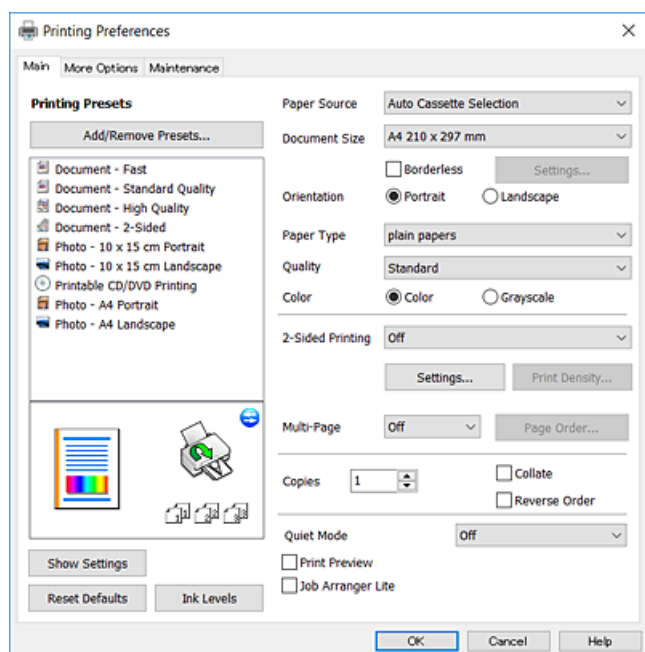 Printing Preferences
Main More Options Maintenance
Printing Presets
Add/Remove Presets...
Document - Fast
Document - Standard Quality
Document - High Quality
Document - 2-Sided
Photo - 10 x 15 cm Portrait
Photo - 10 x 15 cm Landscape
Printable CD/DVD Printing
Photo - A4 Portrait
Photo - A4 Landscape
Show Settings
Reset Defaults Ink Levels
Paper Source Auto Cassette Selection
Document Size A4 210 x 297 mm
Borderless Settings...
Orientation Portrait Landscape
Paper Type plain papers
Quality Standard
Color Color Grayscale
2-Sided Printing Off
Settings... Print Density...
Multi-Page Off Page Order...
Copies 1 Collate
Reverse Order
Quiet Mode Off
Print Preview
Job Arranger Lite
OK Cancel Help